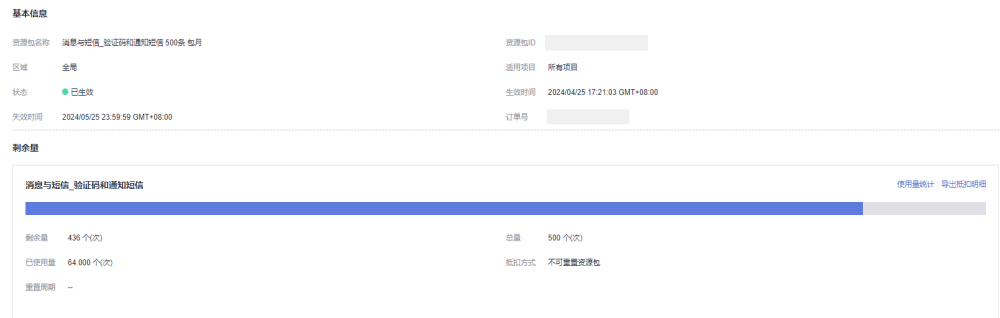 基本信息
资源包名称 消息与短信_验证码和通知短信 500条 包月 资源包ID
区域 全局 适用项目 所有项目
状态 已生效 生效时间 2024/04/25 17:21:03 GMT+08:00
失效时间 2024/05/25 23:59:59 GMT+08:00 订单号
剩余量
消息与短信_验证码和通知短信 使用量统计 | 导出抵扣明细
剩余量 436 个(次) 总量 500 个(次)
已使用量 64.000 个(次) 抵扣方式 不可重置资源包
重置周期 --